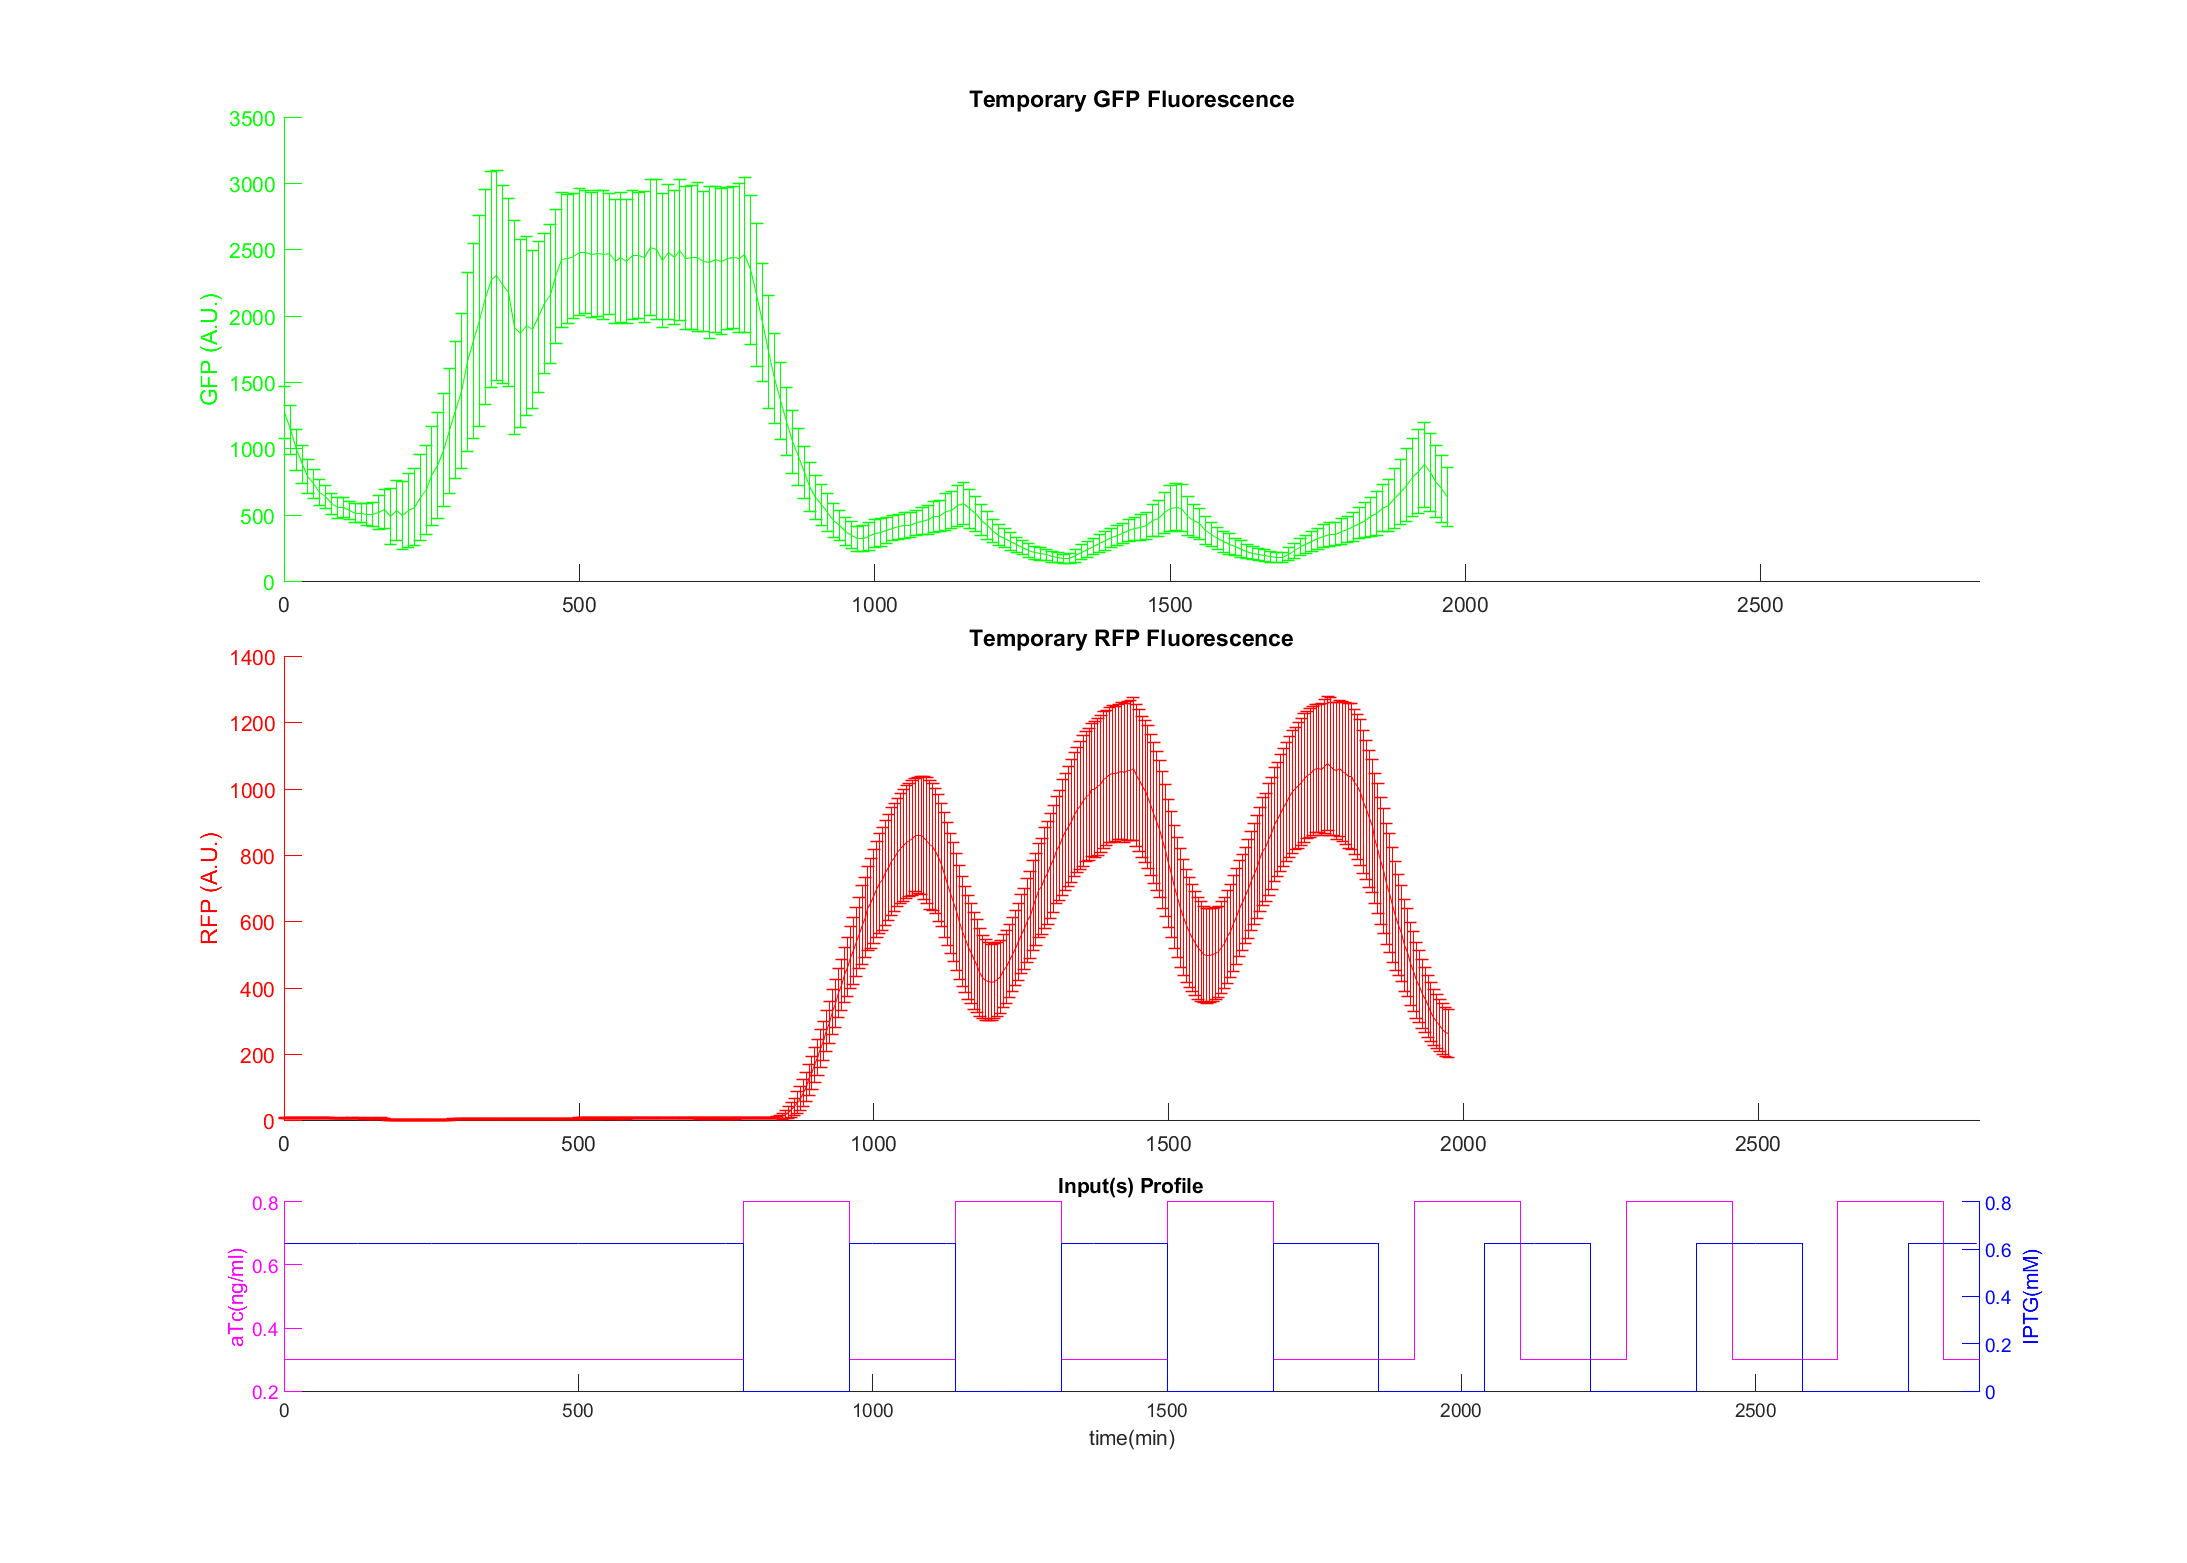 Temporary GFP Fluorescence
3500
3000
2500
2000
1500
1000
500
0
GFP (A.U.)
0 500 1000 1500 2000 2500
Temporary RFP Fluorescence
1400
1200
1000
800
600
400
200
0
RFP (A.U.)
0 500 1000 1500 2000 2500
Input(s) Profile
0.8
0.6
0.4
0.2
aTc(ng/ml)
0.8
0.6
0.4
0.2
0
IPTG(mM)
0 500 1000 1500 2000 2500
time(min)